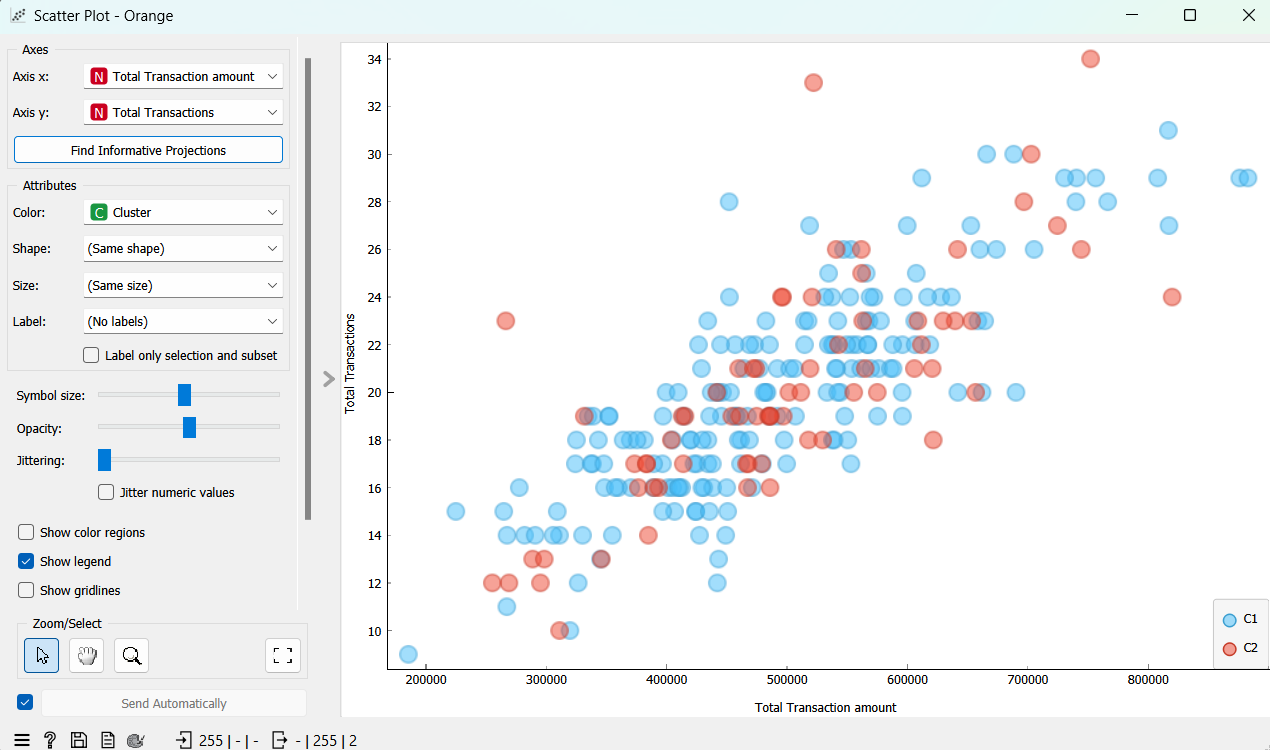 Scatter Plot - Orange
Axes
Axis x: N Total Transaction amount
Axis y: N Total Transactions
Find Informative Projections
Attributes
Color: C Cluster
Shape: (Same shape)
Size: (Same size)
Label: (No labels)
Label only selection and subset
Symbol size:
Opacity:
Jittering:
Jitter numeric values
Show color regions
Show legend
Show gridlines
Zoom/Select
Send Automatically
255 | - | - - | 255 | 2
Total Transactions
34
32
30
28
26
24
22
20
18
16
14
12
10
200000 300000 400000 500000 600000 700000 800000
Total Transaction amount
C1
C2